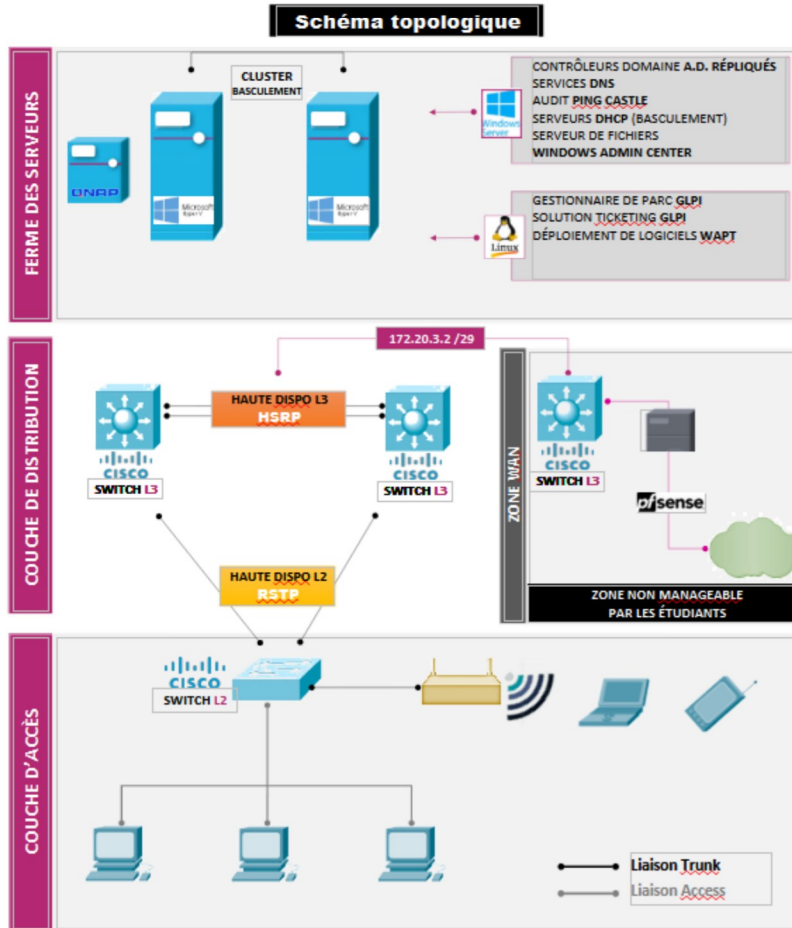 Schéma topologique
FERME DES SERVEURS
CLUSTER
BASCULEMENT
QNAP
Microsoft
Hyper-V
Microsoft
Hyper-V
Windows
Server
CONTRÔLEURS DOMAINE A.D. RÉPLIQUÉS
SERVICES DNS
AUDIT PING CASTLE
SERVEURS DHCP (BASCULEMENT)
SERVEUR DE FICHIERS
WINDOWS ADMIN CENTER
Linux
GESTIONNAIRE DE PARC GLPI
SOLUTION TICKETING GLPI
DÉPLOIEMENT DE LOGICIELS WAPT
COUCHE DE DISTRIBUTION
172.20.3.2 /29
HAUTE DISPO L3
HSRP
CISCO
SWITCH L3
CISCO
SWITCH L3
HAUTE DISPO L2
RSTP
ZONE WAN
CISCO
SWITCH L3
pfsense
ZONE NON MANAGEABLE
PAR LES ÉTUDIANTS
COUCHE D'ACCÈS
CISCO
SWITCH L2
Liaison Trunk
Liaison Access